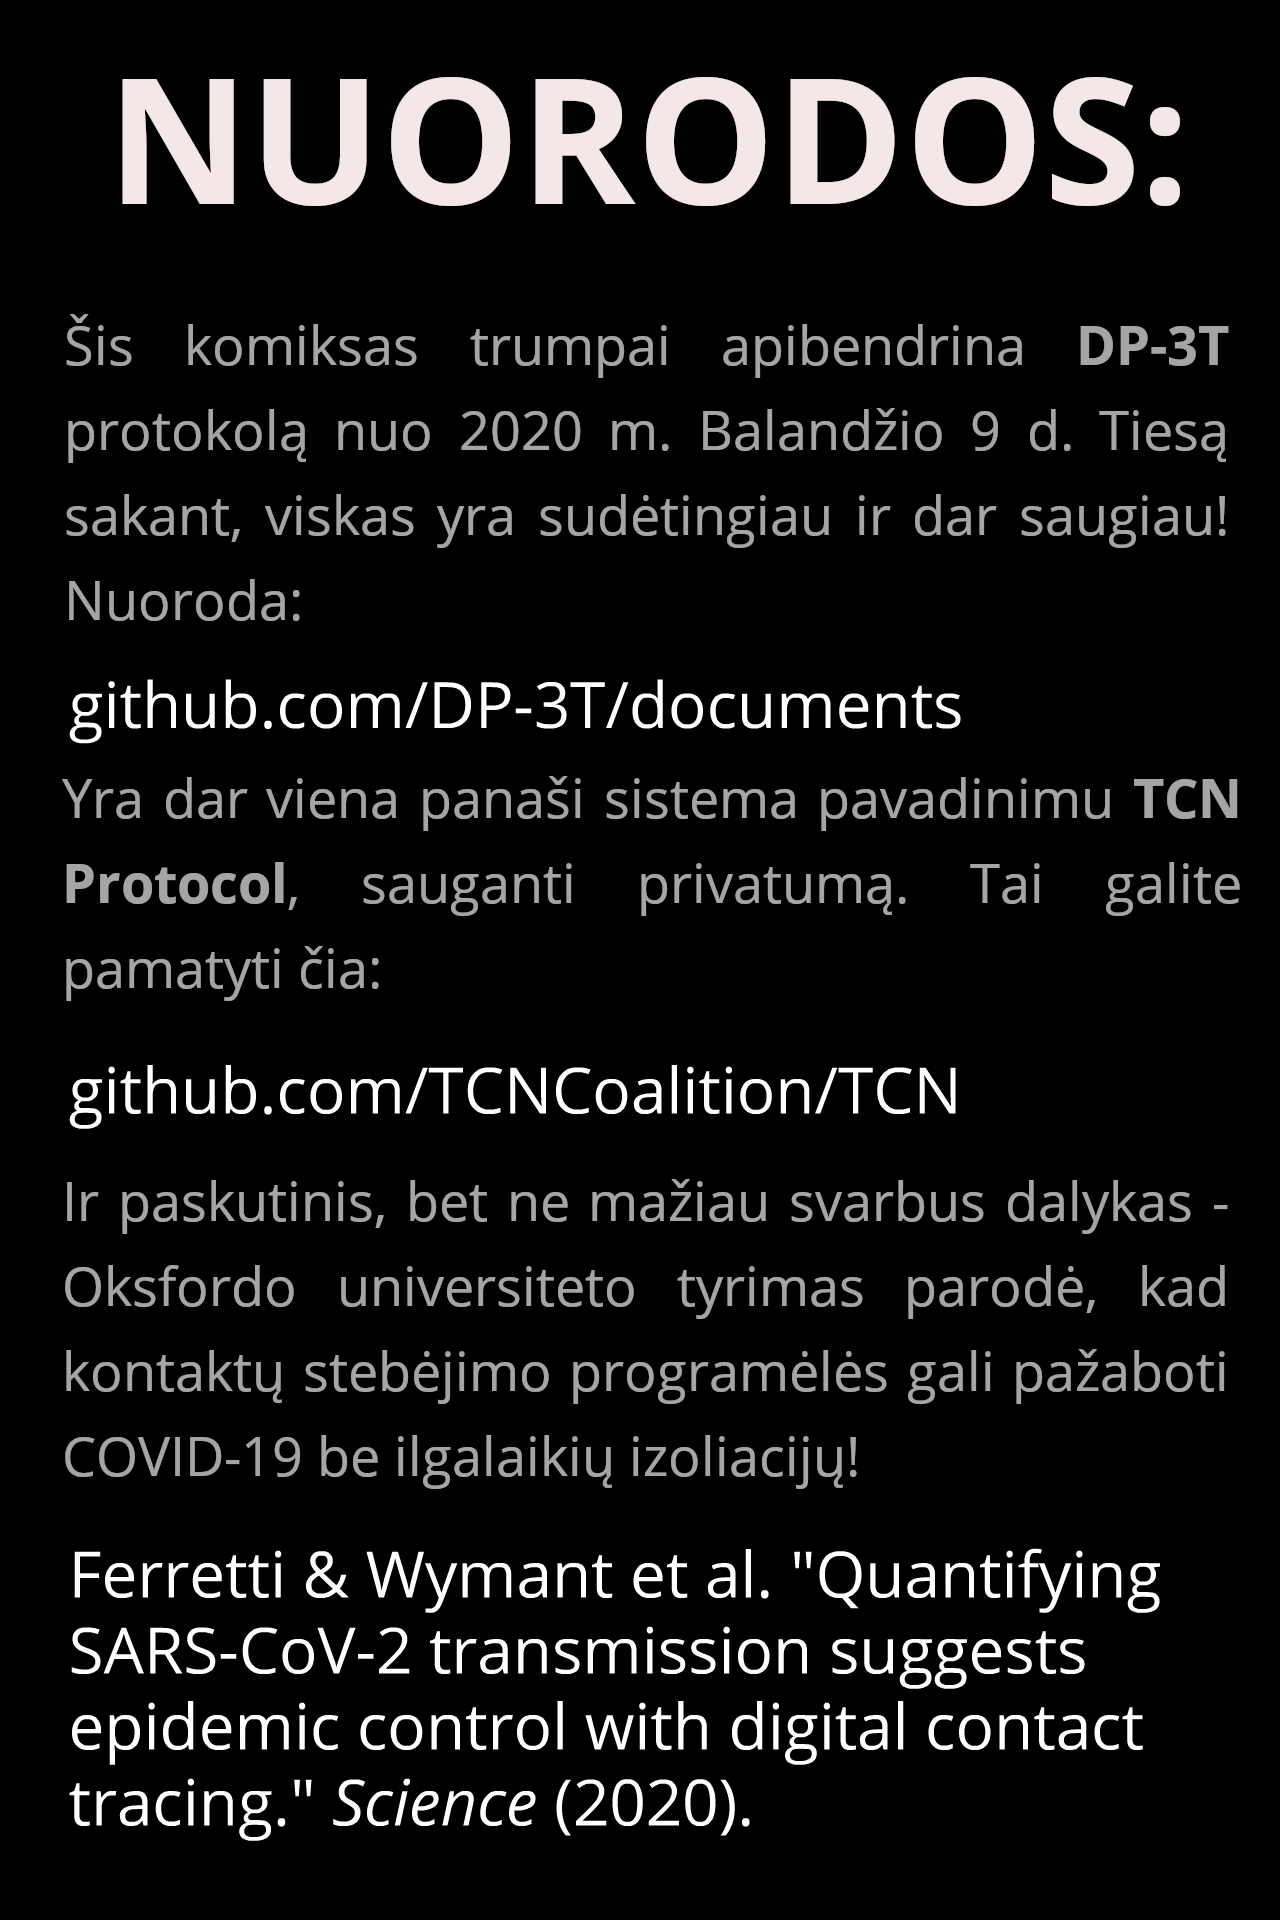 NUORODOS:
Šis komiksas trumpai apibendrina DP-3T
protokolą nuo 2020 m. Balandžio 9 d. Tiesą
sakant, viskas yra sudėtingiau ir dar saugiau!
Nuoroda:
github.com/DP-3T/documents
Yra dar viena panaši sistema pavadinimu TCN
Protocol, sauganti privatumą. Tai galite
pamatyti čia:
github.com/TCNCoalition/TCN
Ir paskutinis, bet ne mažiau svarbus dalykas -
Oksfordo universiteto tyrimas parodė, kad
kontaktų stebėjimo programėlės gali pažaboti
COVID-19 be ilgalaikių izoliacijų!
Ferretti & Wymant et al. "Quantifying
SARS-CoV-2 transmission suggests
epidemic control with digital contact
tracing." Science (2020).